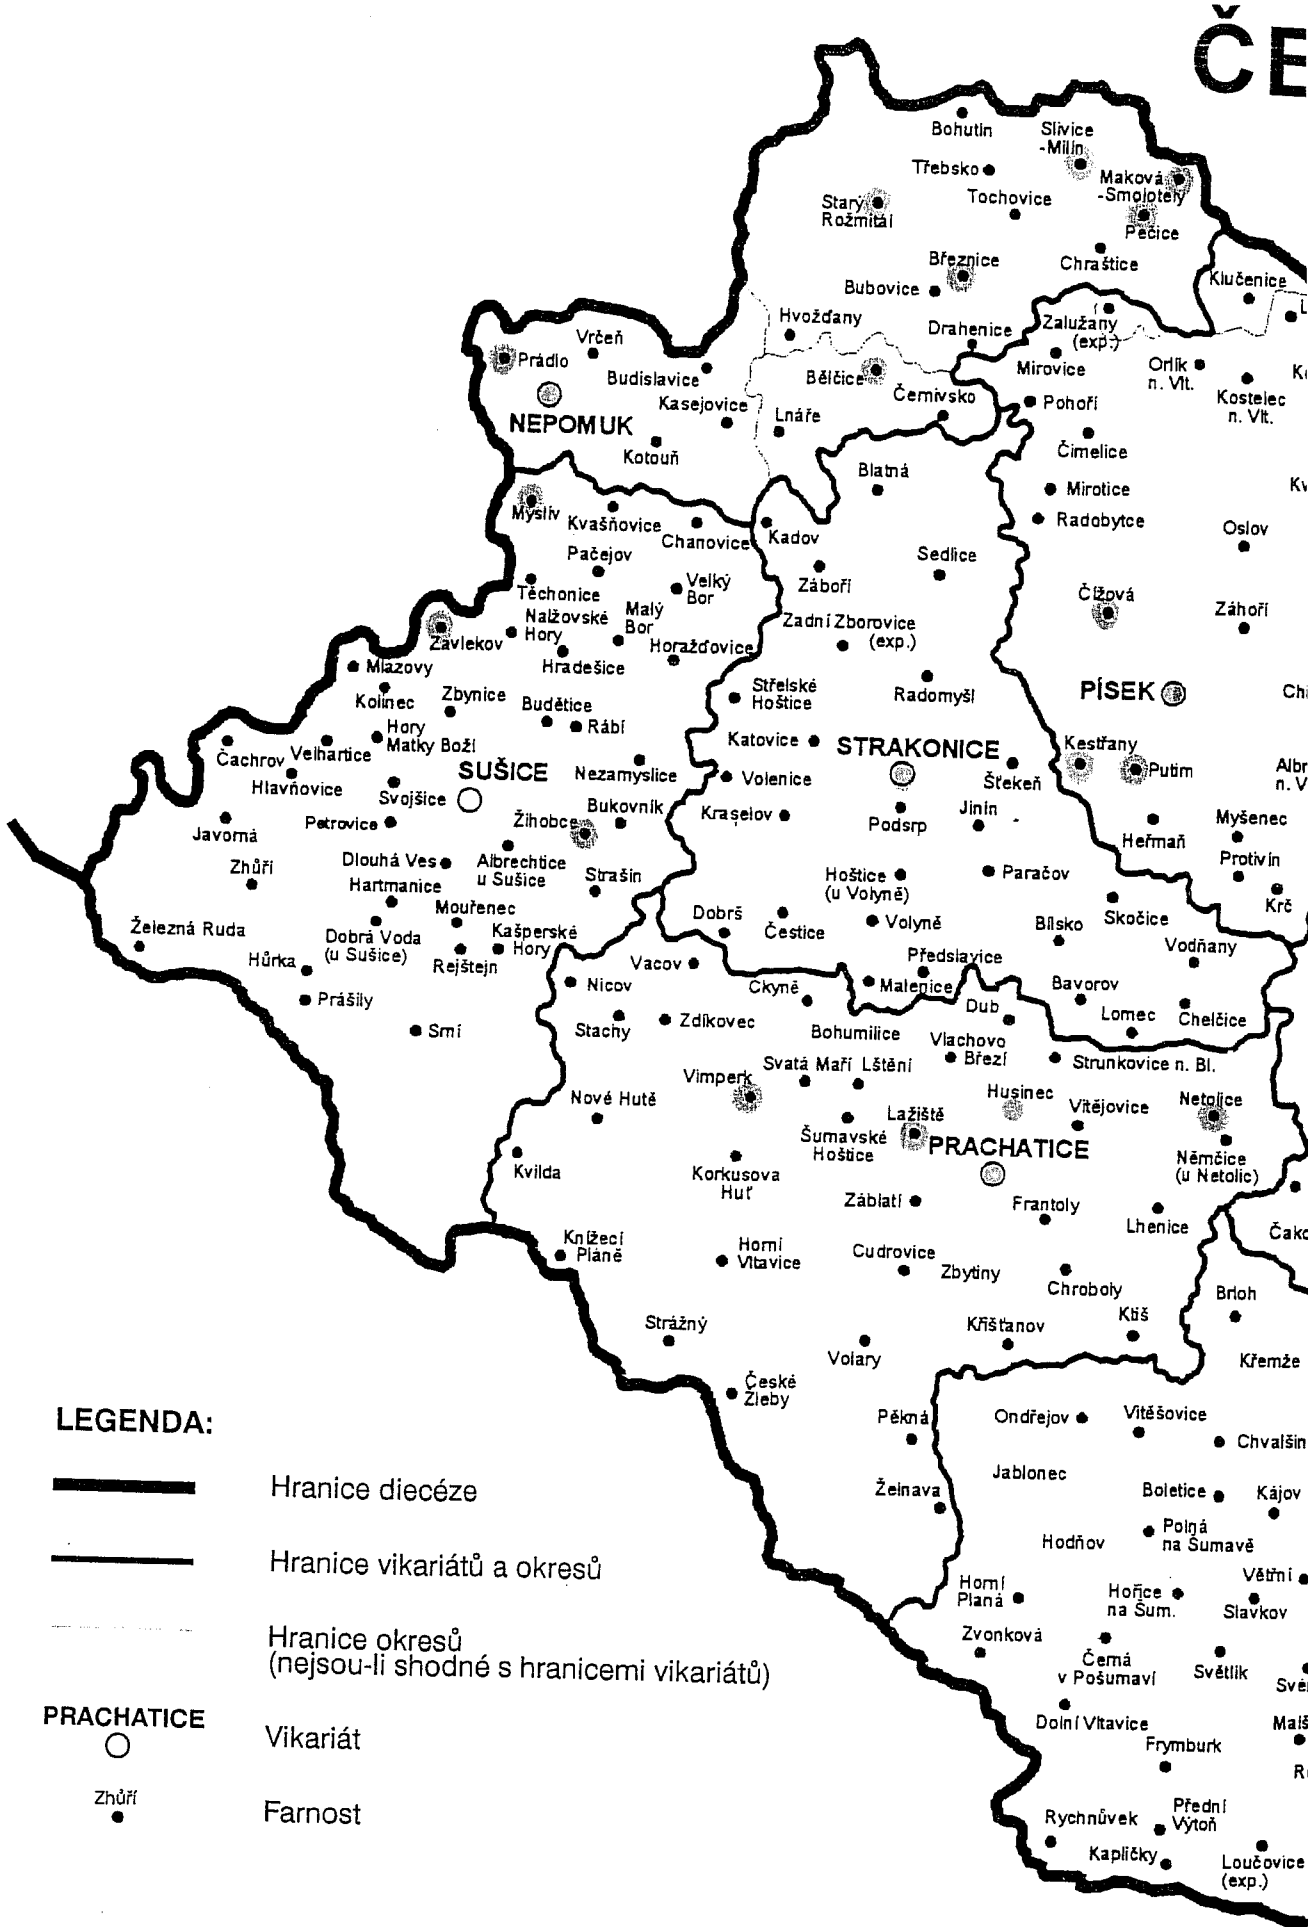 ČE
Bohutín
Slivice
-Milín
Třebsko
Maková
-Smolotely
Starý
Rožmitál
Tochovice
Pečice
Březnice
Chraštice
Klučenice
Bubovice
Hvožďany
Drahenice
Zalužany
(exp.)
Vrčeň
Prádlo
Budislavice
Bělčice
Mirovice
Orlík
n. Vlt.
Kostelec
n. Vlt.
Kasejovice
Černívsko
Pohoří
NEPOMUK
Lnáře
Čimelice
Kotouň
Blatná
Mirotice
Kv
Myslív
Kvašňovice
Chanovice
Kadov
Radobytce
Oslov
Pačejov
Sedlice
Těchonice
Velký
Bor
Záboří
Čížová
Záhoří
Nalžovské
Hory
Malý
Bor
Zadní Zborovice
(exp.)
Závlekov
Hradešice
Horažďovice
Mlazovy
Kolinec
Zbynice
Budětice
Střelské
Hoštice
Radomyšl
PÍSEK
Hory
Matky Boží
Rábí
Čachrov
Velhartice
Katovice
STRAKONICE
Kestřany
Putim
Albr
n. V
Hlavňovice
SUŠICE
Nezamyslice
Volenice
Štěkeň
Svojšice
Bukovník
Kraselov
Podsrp
Jinín
Myšenec
Javorná
Petrovice
Žihobce
Heřmaň
Protivín
Zhůří
Dlouhá Ves
Albrechtice
u Sušice
Strašín
Hoštice
(u Volyně)
Paračov
Krč
Hartmanice
Mouřenec
Dobrš
Čestice
Volyně
Bílsko
Skočice
Železná Ruda
Dobrá Voda
(u Sušice)
Kašperské
Hory
Rejštejn
Vodňany
Hůrka
Vacov
Předslavice
Prášily
Nicov
Ckyně
Malenice
Bavorov
Srní
Stachy
Zdíkovec
Bohumilice
Dub
Lomec
Chelčice
Vlachovo
Březí
Strunkovice n. Bl.
Svatá Maří
Lštění
Vimperk
Husinec
Vitějovice
Netolice
Nové Hutě
Lažiště
Šumavské
Hoštice
PRACHATICE
Němčice
(u Netolic)
Kvilda
Korkusova
Huť
Záblatí
Frantoly
Lhenice
Knížecí
Pláně
Horní
Vltavice
Cudrovice
Zbytiny
Čako
Chroboly
Brloh
Strážný
Volary
Křišťanov
Ktiš
Křemže
České
Žleby
Pěkná
Ondřejov
Vitěšovice
Chvalšin
LEGENDA:
Jablonec
Hranice diecéze
Želnava
Boletice
Kájov
Hodňov
Polná
na Šumavě
Hranice vikariátů a okresů
Větřní
Horní
Planá
Hořice
na Šum.
Slavkov
Hranice okresů
(nejsou-li shodné s hranicemi vikariátů)
Zvonková
Černá
v Pošumaví
Světlík
PRACHATICE
Vikariát
Dolní Vltavice
Frymburk
Zhůří
Farnost
Rychnůvek
Přední
Výtoň
Kapličky
Loučovice
(exp.)